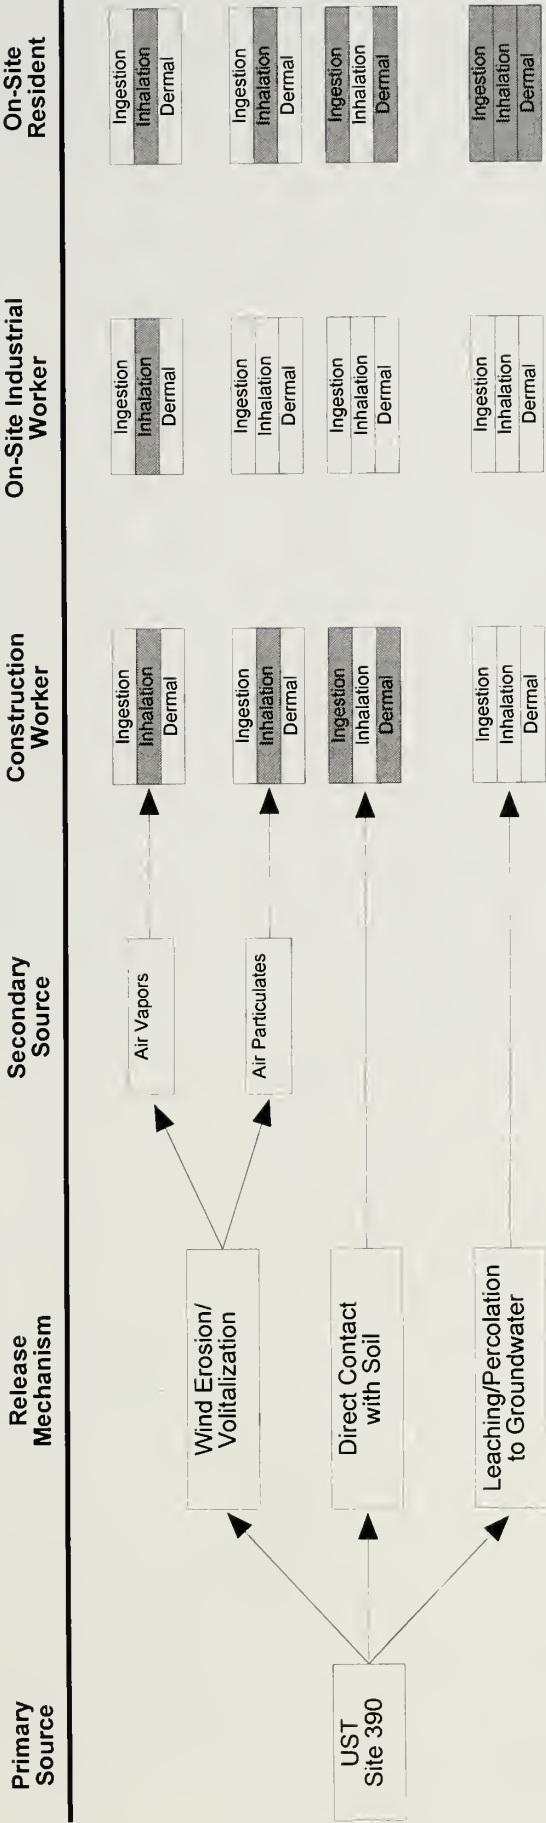 Primary
Source
Release
Mechanism
Secondary
Source
Construction
Worker
On-Site Industrial
Worker
On-Site
Resident
UST
Site 390
Wind Erosion/
Volitalization
Direct Contact
with Soil
Leaching/Percolation
to Groundwater
Air Vapors
Air Particulates
Ingestion
Inhalation
Dermal
Ingestion
Inhalation
Dermal
Ingestion
Inhalation
Dermal
Ingestion
Inhalation
Dermal
Ingestion
Inhalation
Dermal
Ingestion
Inhalation
Dermal
Ingestion
Inhalation
Dermal
Ingestion
Inhalation
Dermal
Ingestion
Inhalation
Dermal
Ingestion
Inhalation
Dermal
Ingestion
Inhalation
Dermal
Ingestion
Inhalation
Dermal